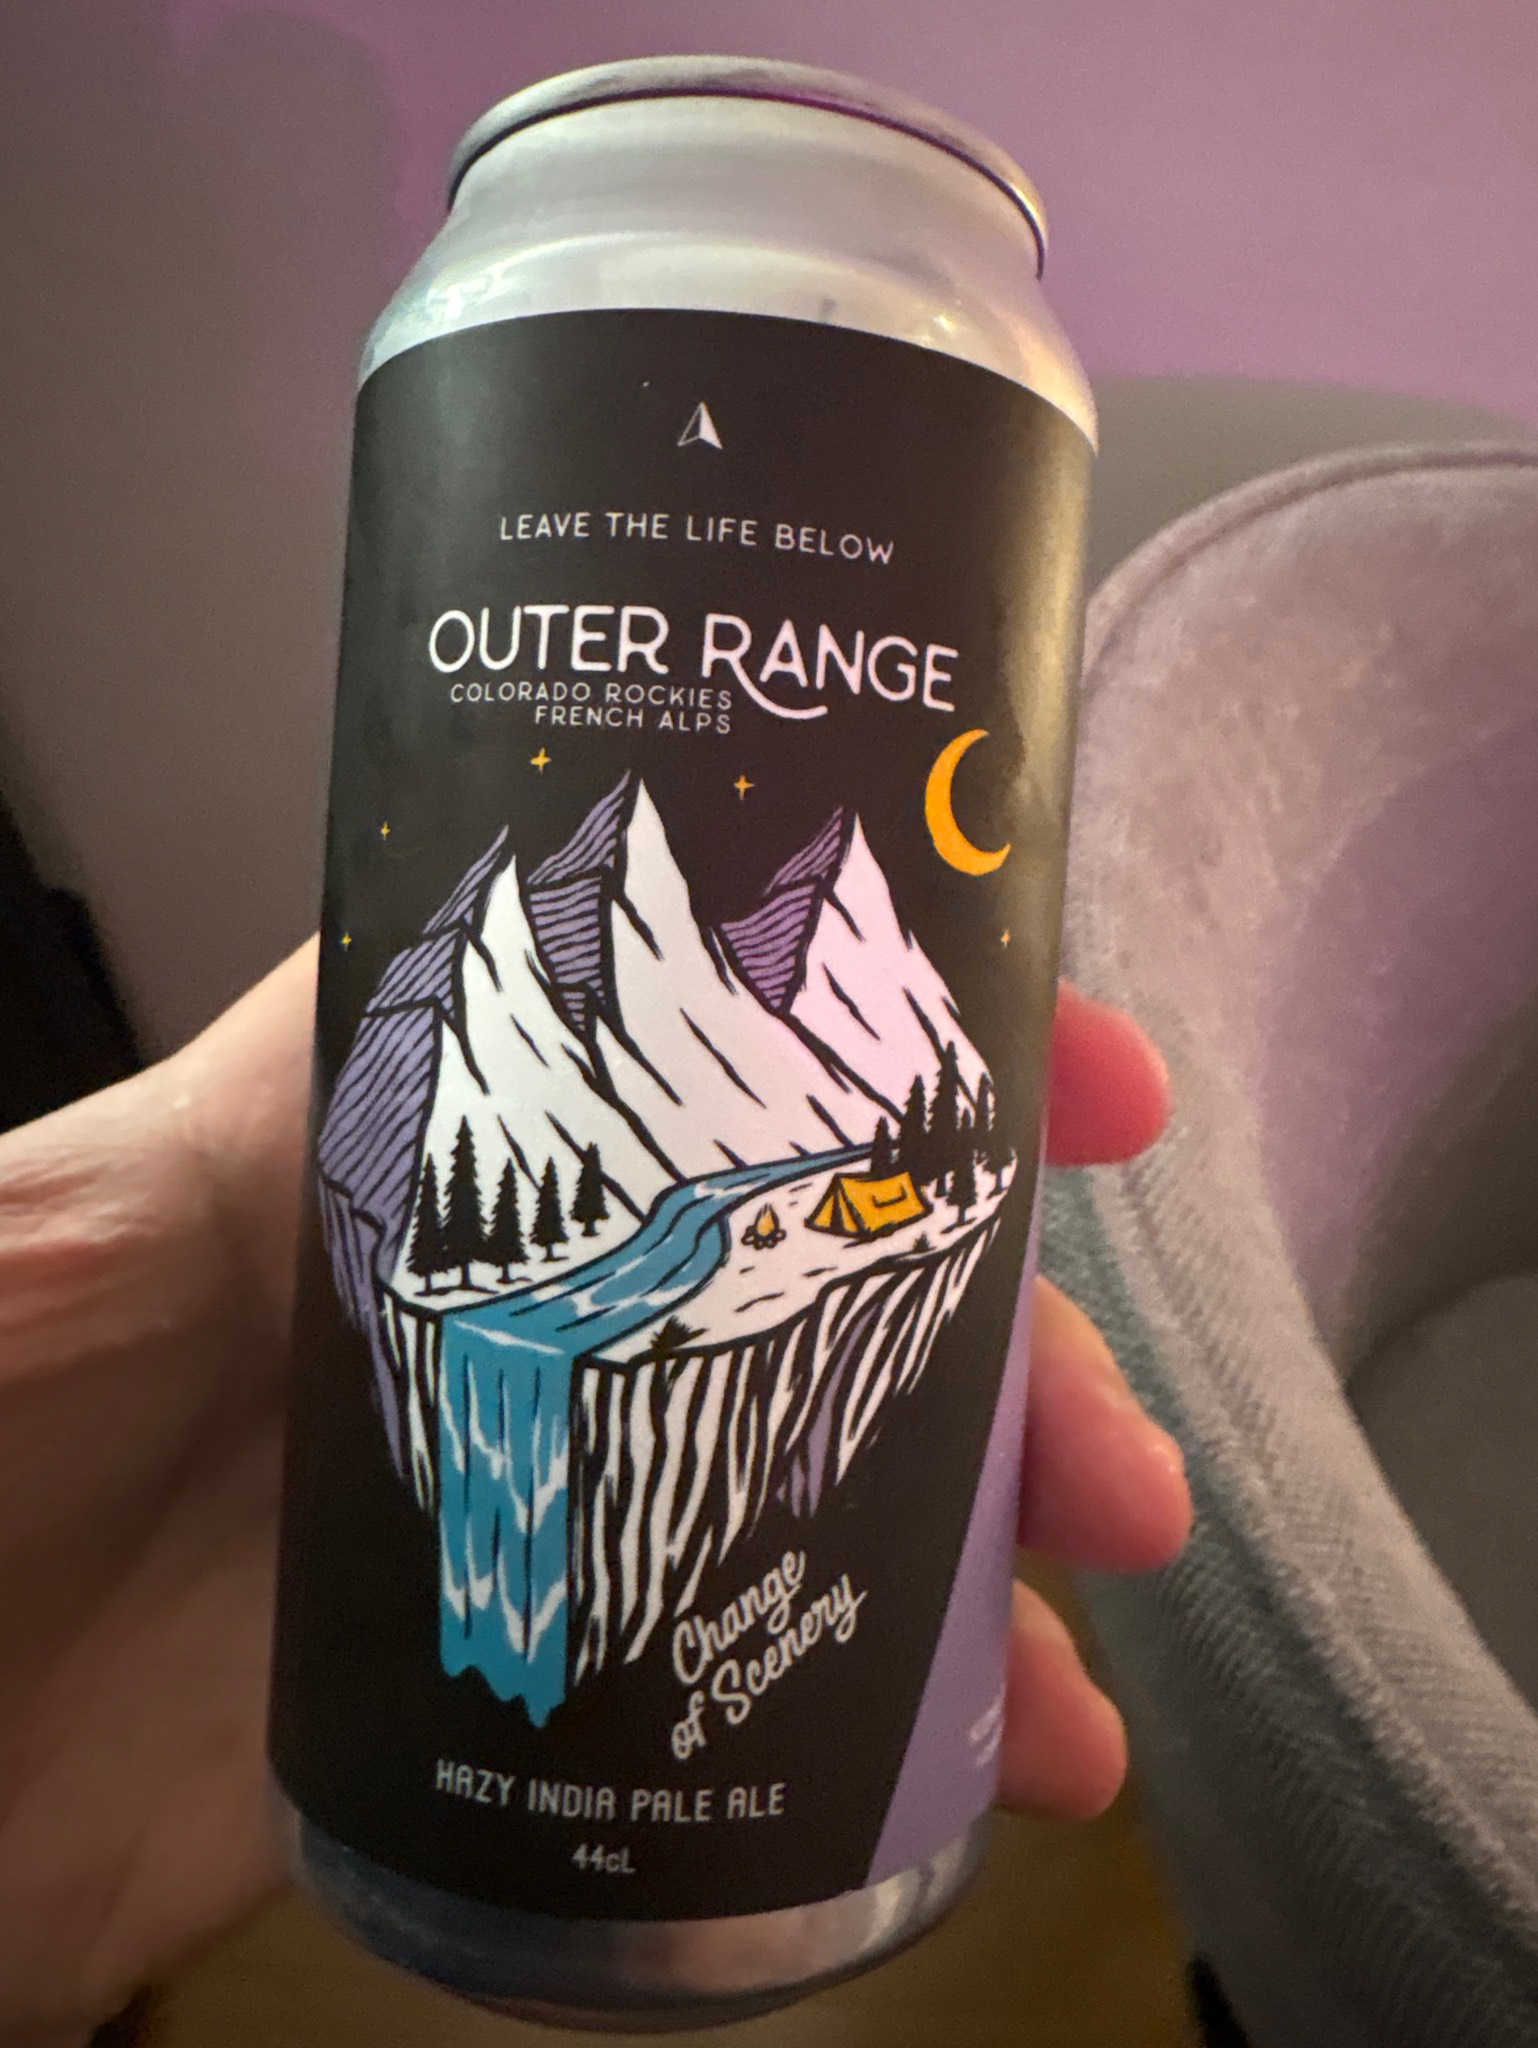 LEAVE THE LIFE BELOW
OUTER RANGE
COLORADO ROCKIES
FRENCH ALPS
Change
of Scenery
HAZY INDIA PALE ALE
44cL